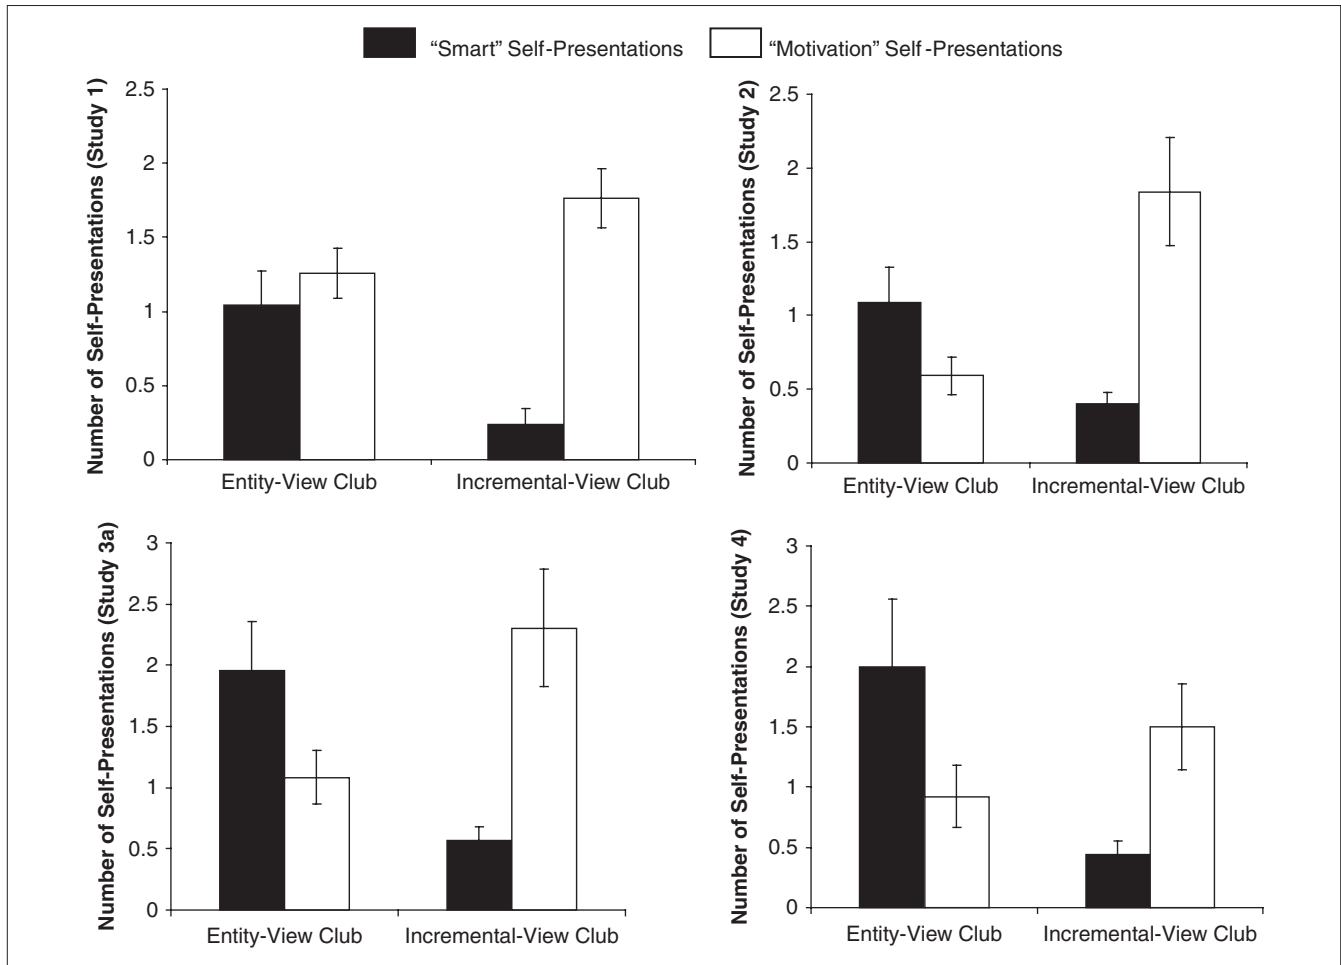 “Smart” Self-Presentations “Motivation” Self-Presentations
Number of Self-Presentations (Study 1)
2.5
2
1.5
1
0.5
0
Entity-View Club Incremental-View Club
Number of Self-Presentations (Study 2)
2.5
2
1.5
1
0.5
0
Entity-View Club Incremental-View Club
Number of Self-Presentations (Study 3a)
3
2.5
2
1.5
1
0.5
0
Entity-View Club Incremental-View Club
Number of Self-Presentations (Study 4)
3
2.5
2
1.5
1
0.5
0
Entity-View Club Incremental-View Club